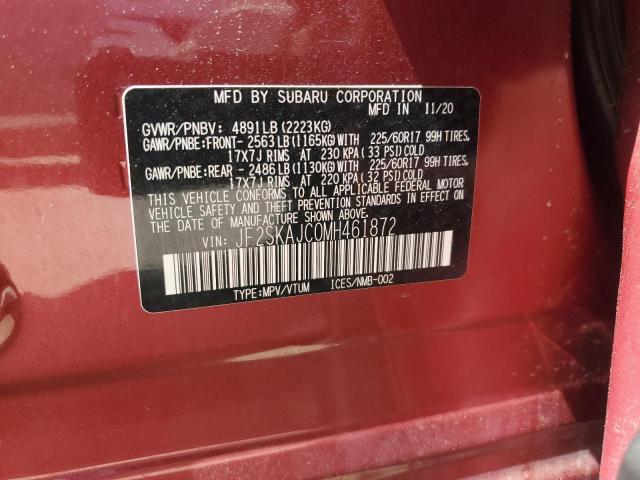 MFD BY SUBARU CORPORATION
MFD.IN 11/20
GVWR/PNBV: 4891LB(2223KG)
GAWR/PNBE:FRONT- 2563LB(1165KG)WITH 225/60R17 99H TIRES,
17X7J RIMS AT 230 KPA(33 PSI)COLD
GAWR/PNBE:REAR - 2486LB(1130KG)WITH 225/60R17 99H TIRES,
17X7J RIMS AT 220 KPA(32 PSI)COLD
THIS VEHICLE CONFORMS TO ALL APPLICABLE FEDERAL MOTOR
VEHICLE SAFETY AND THEFT PREVENTION STANDARDS IN EFFECT ON
THE DATE OF MANUFACTURE SHOWN ABOVE.
VIN: JF2SKAJC0MH461872
TYPE:MPV/VTUM ICES/NMB-002